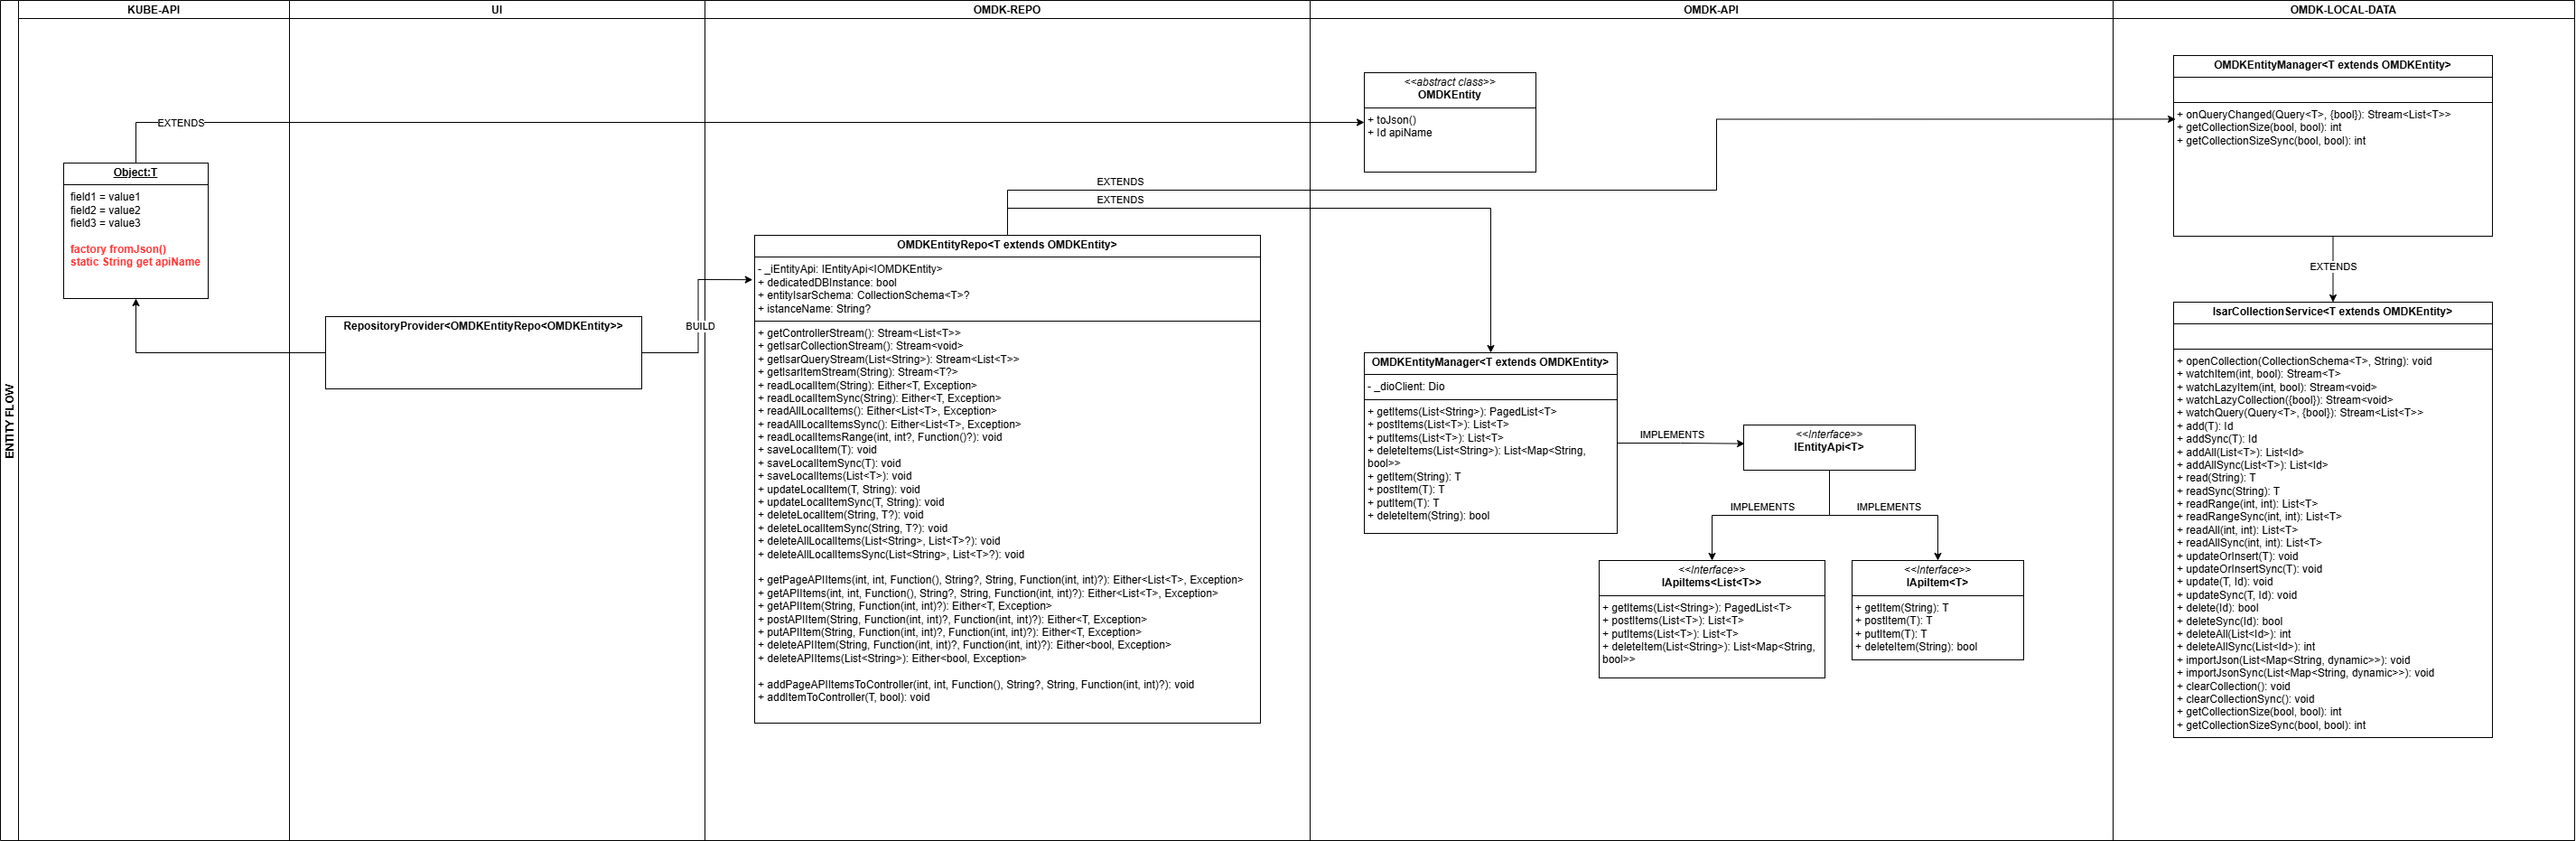 KUBE-API
UI
OMDK-REPO
OMDK-API
OMDK-LOCAL-DATA
ENTITY FLOW
EXTENDS
Object:T
field1 = value1
field2 = value2
field3 = value3
factory fromJson()
static String get apiName
RepositoryProvider<OMDKEntityRepo<OMDKEntity>>
BUILD
EXTENDS
EXTENDS
OMDKEntityRepo<T extends OMDKEntity>
- _iEntityApi: IEntityApi<IOMDKEntity>
+ dedicatedDBInstance: bool
+ entityIsarSchema: CollectionSchema<T>?
+ istanceName: String?
+ getControllerStream(): Stream<List<T>>
+ getIsarCollectionStream(): Stream<void>
+ getIsarQueryStream(List<String>): Stream<List<T>>
+ getIsarItemStream(String): Stream<T?>
+ readLocalItem(String): Either<T, Exception>
+ readLocalItemSync(String): Either<T, Exception>
+ readAllLocalItems(): Either<List<T>, Exception>
+ readAllLocalItemsSync(): Either<List<T>, Exception>
+ readLocalItemsRange(int, int?, Function()?): void
+ saveLocalItem(T): void
+ saveLocalItemSync(T): void
+ saveLocalItems(List<T>): void
+ updateLocalItem(T, String): void
+ updateLocalItemSync(T, String): void
+ deleteLocalItem(String, T?): void
+ deleteLocalItemSync(String, T?): void
+ deleteAllLocalItems(List<String>, List<T>?): void
+ deleteAllLocalItemsSync(List<String>, List<T>?): void
+ getPageAPIItems(int, int, Function(), String?, String, Function(int, int)?): Either<List<T>, Exception>
+ getAPIItems(int, int, Function(), String?, String, Function(int, int)?): Either<List<T>, Exception>
+ getAPIItem(String, Function(int, int)?): Either<T, Exception>
+ postAPIItem(String, Function(int, int)?, Function(int, int)?): Either<T, Exception>
+ putAPIItem(String, Function(int, int)?, Function(int, int)?): Either<T, Exception>
+ deleteAPIItem(String, Function(int, int)?, Function(int, int)?): Either<bool, Exception>
+ deleteAPIItems(List<String>): Either<bool, Exception>
+ addPageAPIItemsToController(int, int, Function(), String?, String, Function(int, int)?): void
+ addItemToController(T, bool): void
<<abstract class>>
OMDKEntity
+ toJson()
+ Id apiName
OMDKEntityManager<T extends OMDKEntity>
- _dioClient: Dio
+ getItems(List<String>): PagedList<T>
+ postItems(List<T>): List<T>
+ putItems(List<T>): List<T>
+ deleteItems(List<String>): List<Map<String,
bool>>
+ getItem(String): T
+ postItem(T): T
+ putItem(T): T
+ deleteItem(String): bool
IMPLEMENTS
<<Interface>>
IEntityApi<T>
IMPLEMENTS
IMPLEMENTS
<<Interface>>
IApiItems<List<T>>
+ getItems(List<String>): PagedList<T>
+ postItems(List<T>): List<T>
+ putItems(List<T>): List<T>
+ deleteItem(List<String>): List<Map<String,
bool>>
<<Interface>>
IApiItem<T>
+ getItem(String): T
+ postItem(T): T
+ putItem(T): T
+ deleteItem(String): bool
OMDKEntityManager<T extends OMDKEntity>
+ onQueryChanged(Query<T>, {bool}): Stream<List<T>>
+ getCollectionSize(bool, bool): int
+ getCollectionSizeSync(bool, bool): int
EXTENDS
IsarCollectionService<T extends OMDKEntity>
+ openCollection(CollectionSchema<T>, String): void
+ watchItem(int, bool): Stream<T>
+ watchLazyItem(int, bool): Stream<void>
+ watchLazyCollection({bool}): Stream<void>
+ watchQuery(Query<T>, {bool}): Stream<List<T>>
+ add(T): Id
+ addSync(T): Id
+ addAll(List<T>): List<Id>
+ addAllSync(List<T>): List<Id>
+ read(String): T
+ readSync(String): T
+ readRange(int, int): List<T>
+ readRangeSync(int, int): List<T>
+ readAll(int, int): List<T>
+ readAllSync(int, int): List<T>
+ updateOrInsert(T): void
+ updateOrInsertSync(T): void
+ update(T, Id): void
+ updateSync(T, Id): void
+ delete(Id): bool
+ deleteSync(Id): bool
+ deleteAll(List<Id>): int
+ deleteAllSync(List<Id>): int
+ importJson(List<Map<String, dynamic>>): void
+ importJsonSync(List<Map<String, dynamic>>): void
+ clearCollection(): void
+ clearCollectionSync(): void
+ getCollectionSize(bool, bool): int
+ getCollectionSizeSync(bool, bool): int